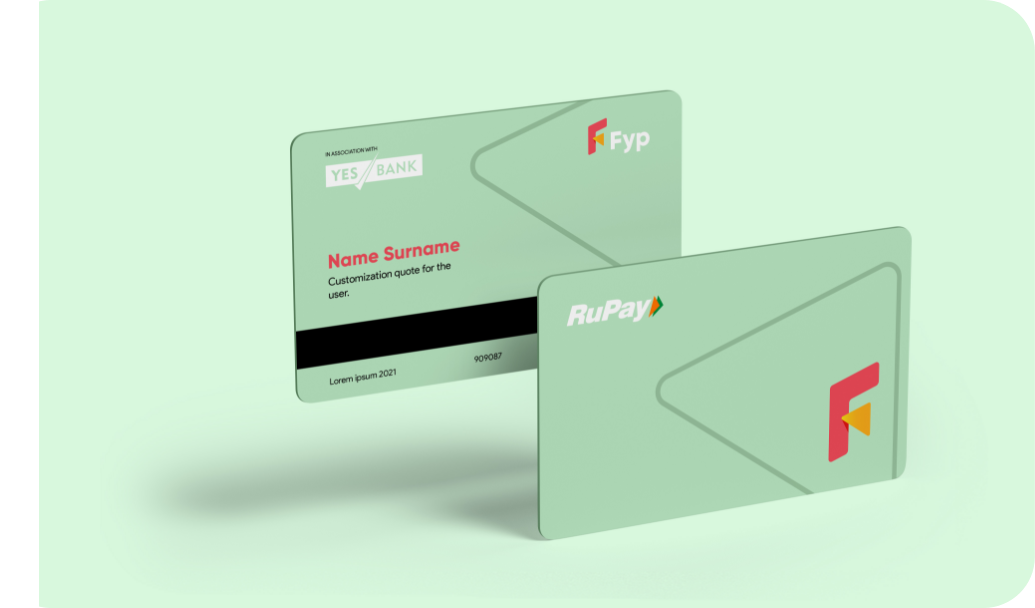 IN ASSOCIATION WITH
YES BANK
Fyp
Name Surname
Customization quote for the
user.
Lorem ipsum 2021
909087
RuPay